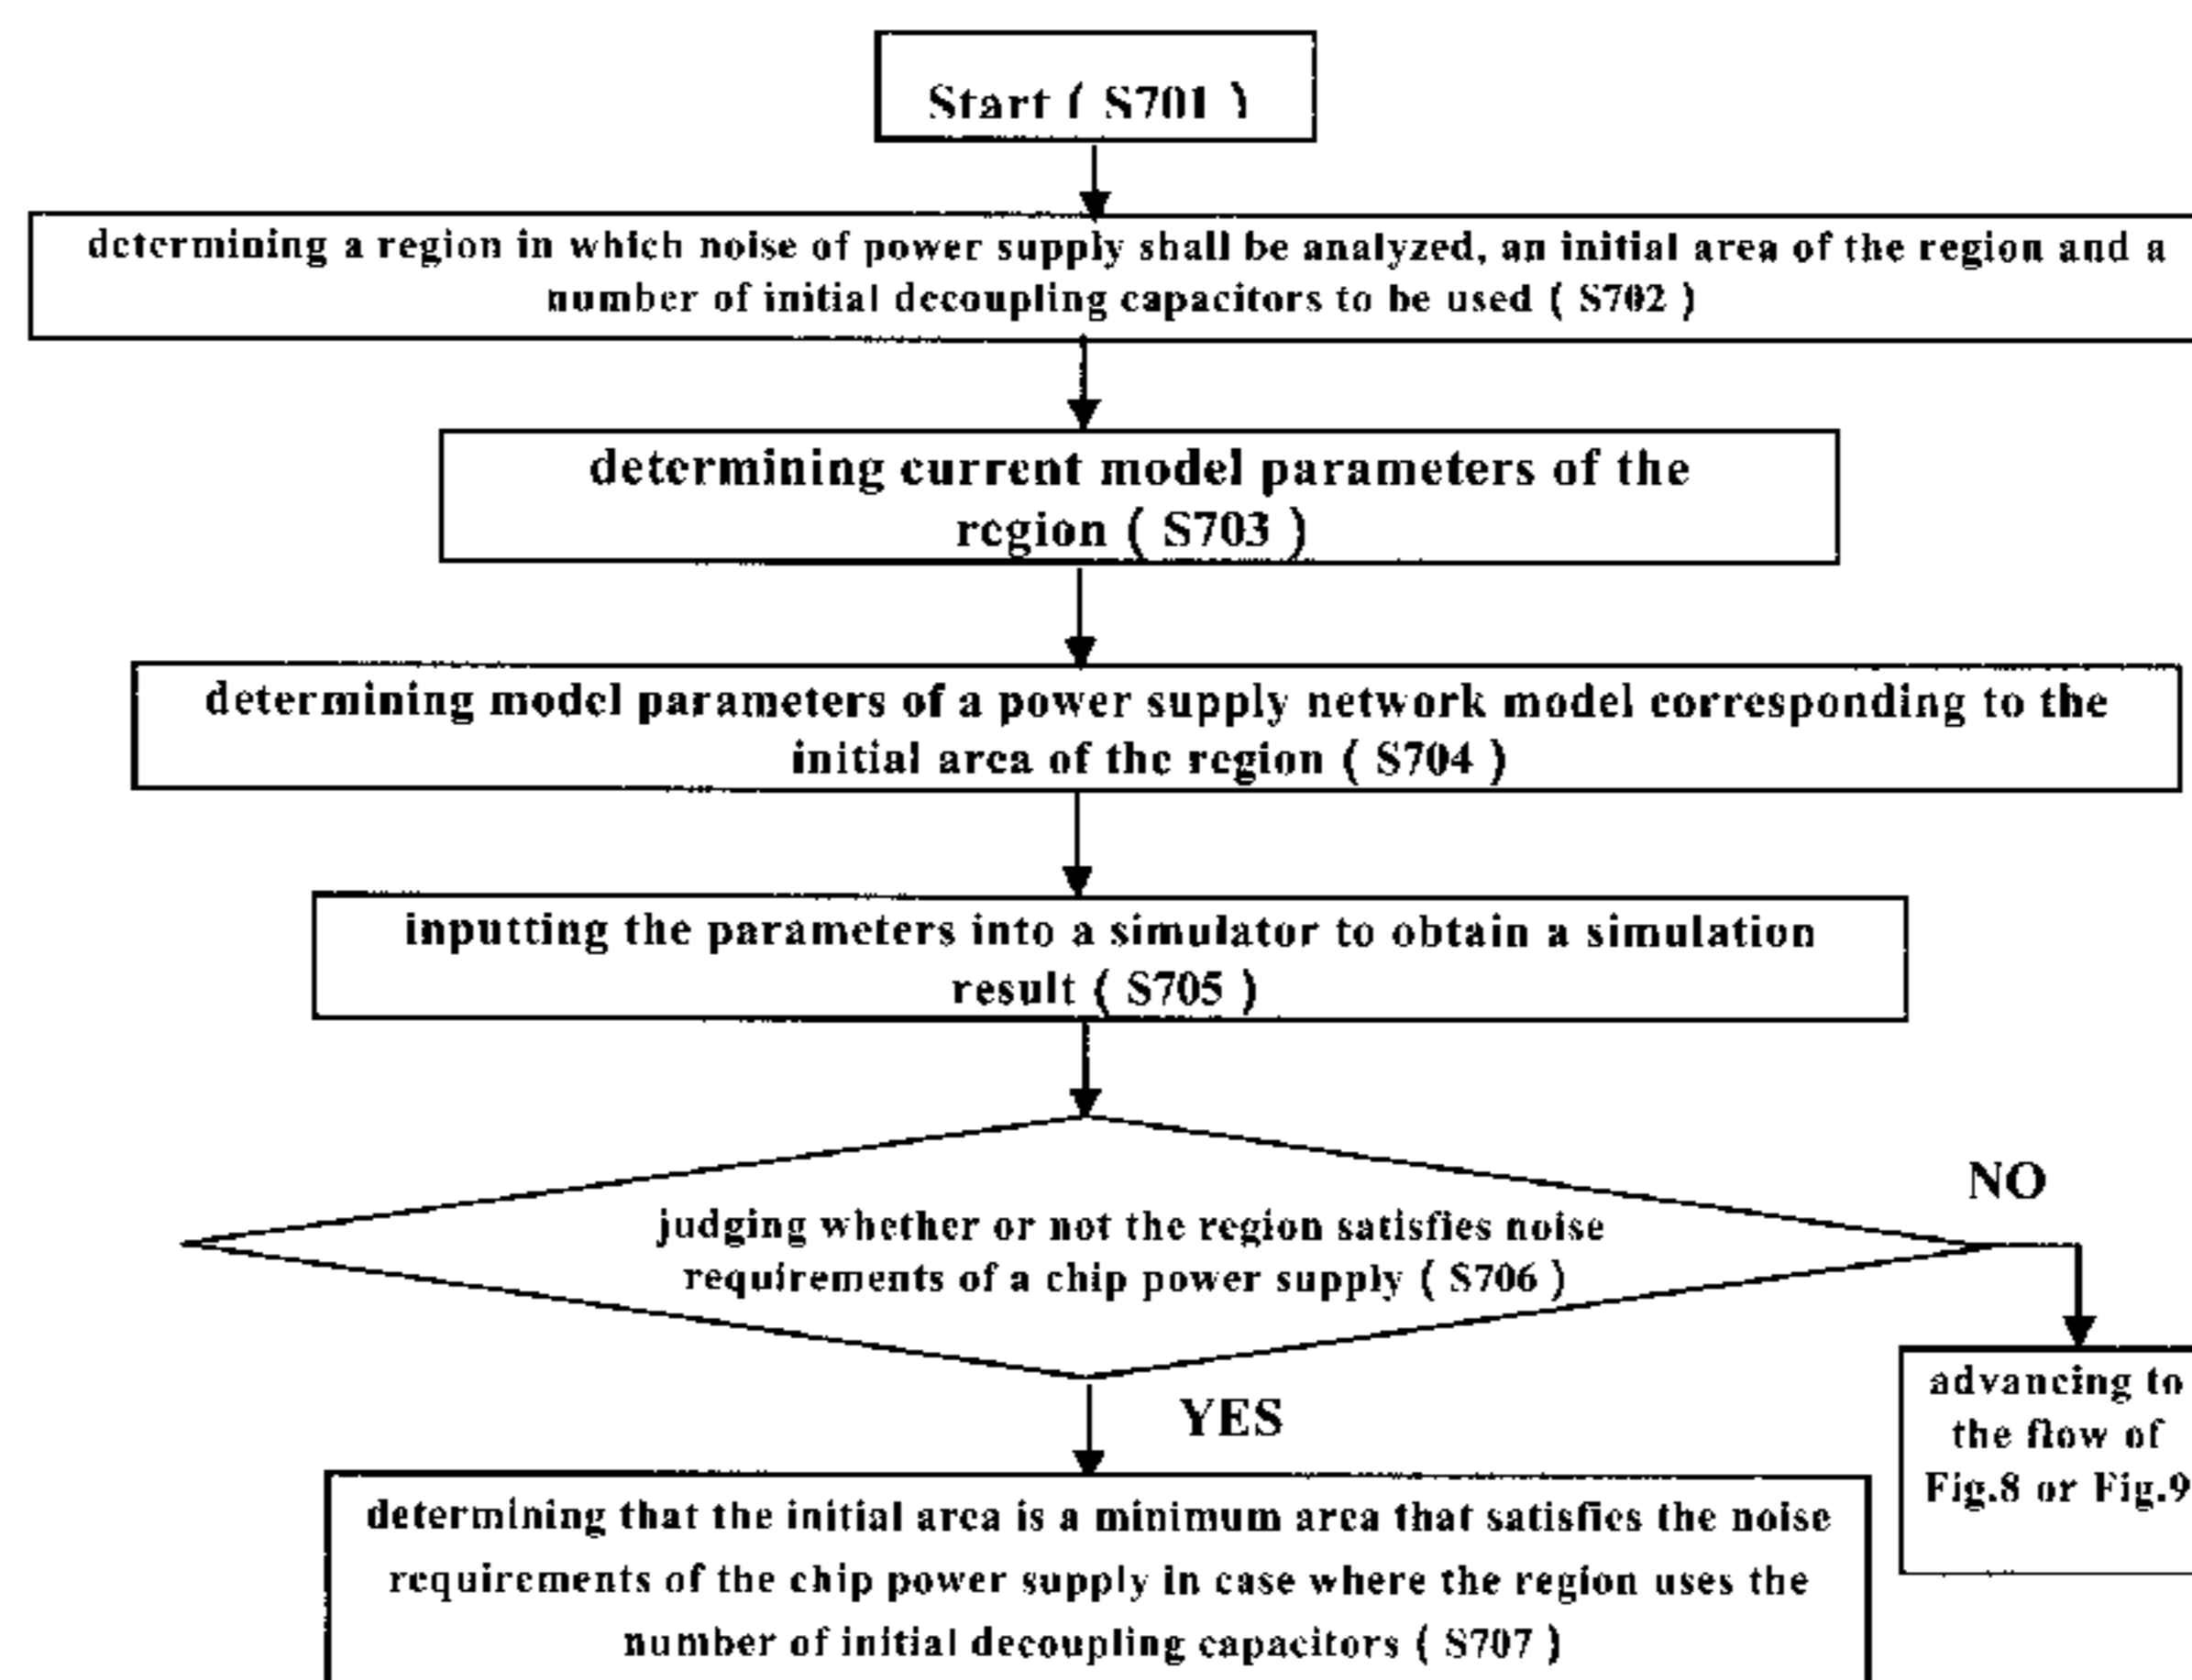 Start ( S701 )
determining a region in which noise of power supply shall be analyzed, an initial area of the region and a
number of initial decoupling capacitors to be used ( S702 )
determining current model parameters of the
region ( S703 )
determining model parameters of a power supply network model corresponding to the
initial area of the region ( S704 )
inputting the parameters into a simulator to obtain a simulation
result ( S705 )
judging whether or not the region satisfies noise
requirements of a chip power supply ( S706 )
NO
advancing to
the flow of
Fig.8 or Fig.9
YES
determining that the initial area is a minimum area that satisfies the noise
requirements of the chip power supply in case where the region uses the
number of initial decoupling capacitors ( S707 )